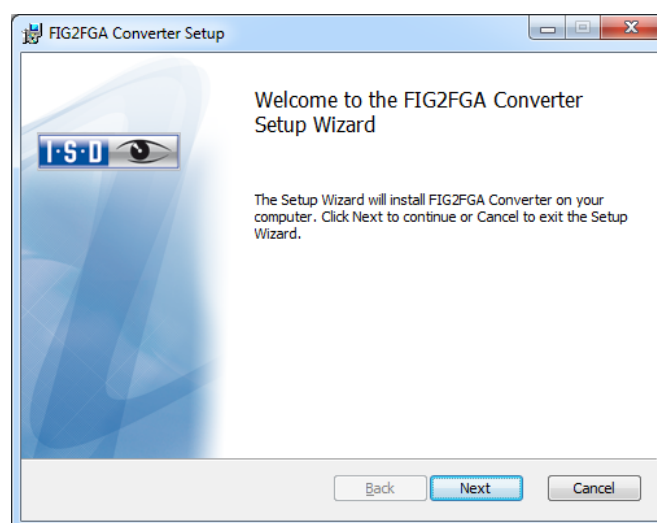 FIG2FGA Converter Setup
Welcome to the FIG2FGA Converter
Setup Wizard
I·S·D
The Setup Wizard will install FIG2FGA Converter on your
computer. Click Next to continue or Cancel to exit the Setup
Wizard.
Back Next Cancel